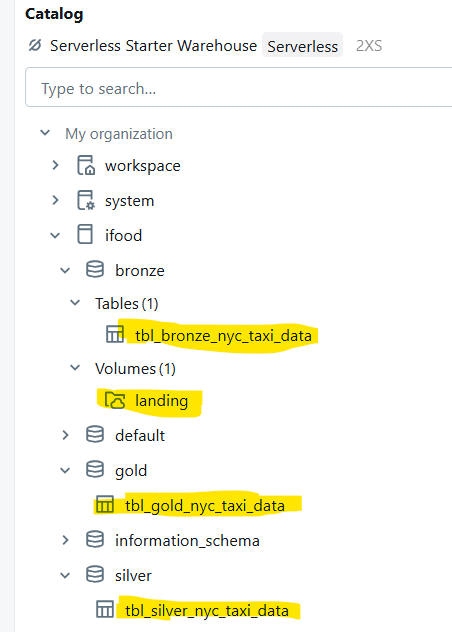 Catalog
Serverless Starter Warehouse Serverless 2XS
Type to search...
My organization
workspace
system
ifood
bronze
Tables (1)
tbl_bronze_nyc_taxi_data
Volumes (1)
landing
default
gold
tbl_gold_nyc_taxi_data
information_schema
silver
tbl_silver_nyc_taxi_data